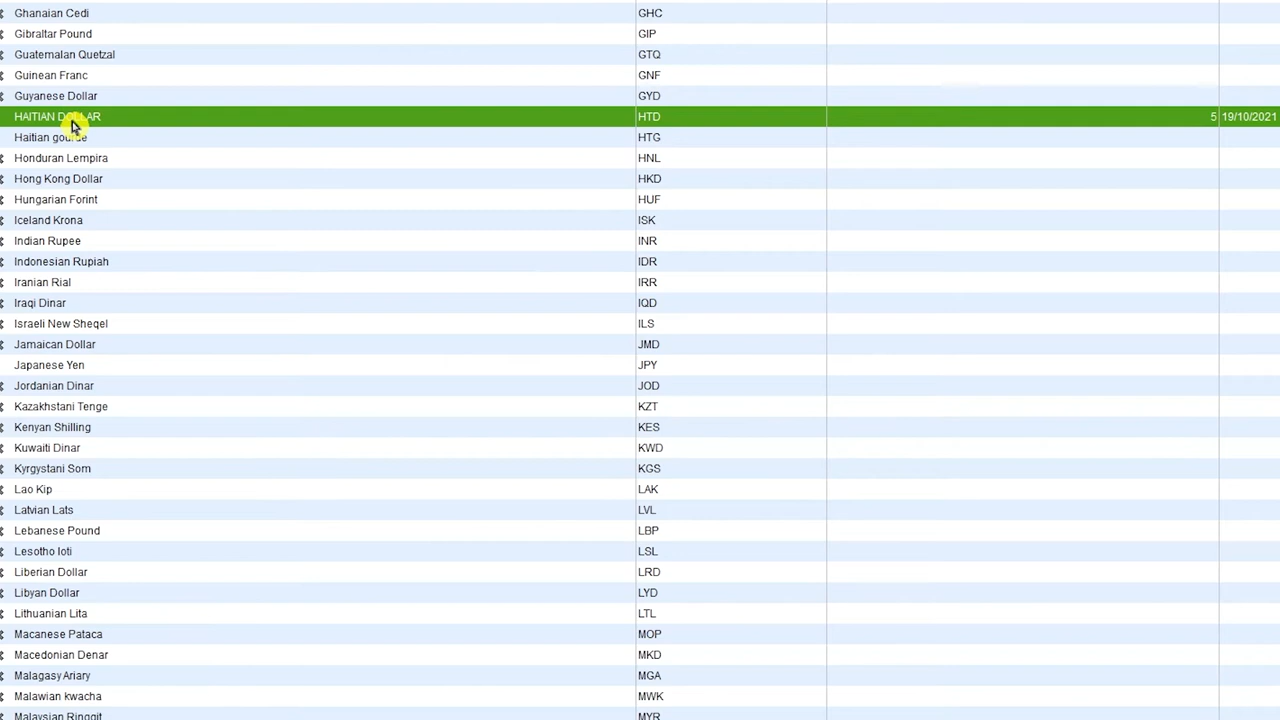 Ghanaian Cedi GHC
Gibraltar Pound GIP
Guatemalan Quetzal GTQ
Guinean Franc GNF
Guyanese Dollar GYD
HAITIAN DOLLAR HTD 5 19/10/2021
Haitian gourde HTG
Honduran Lempira HNL
Hong Kong Dollar HKD
Hungarian Forint HUF
Iceland Krona ISK
Indian Rupee INR
Indonesian Rupiah IDR
Iranian Rial IRR
Iraqi Dinar IQD
Israeli New Sheqel ILS
Jamaican Dollar JMD
Japanese Yen JPY
Jordanian Dinar JOD
Kazakhstani Tenge KZT
Kenyan Shilling KES
Kuwaiti Dinar KWD
Kyrgystani Som KGS
Lao Kip LAK
Latvian Lats LVL
Lebanese Pound LBP
Lesotho loti LSL
Liberian Dollar LRD
Libyan Dollar LYD
Lithuanian Lita LTL
Macanese Pataca MOP
Macedonian Denar MKD
Malagasy Ariary MGA
Malawian kwacha MWK
Malaysian Ringgit MYR